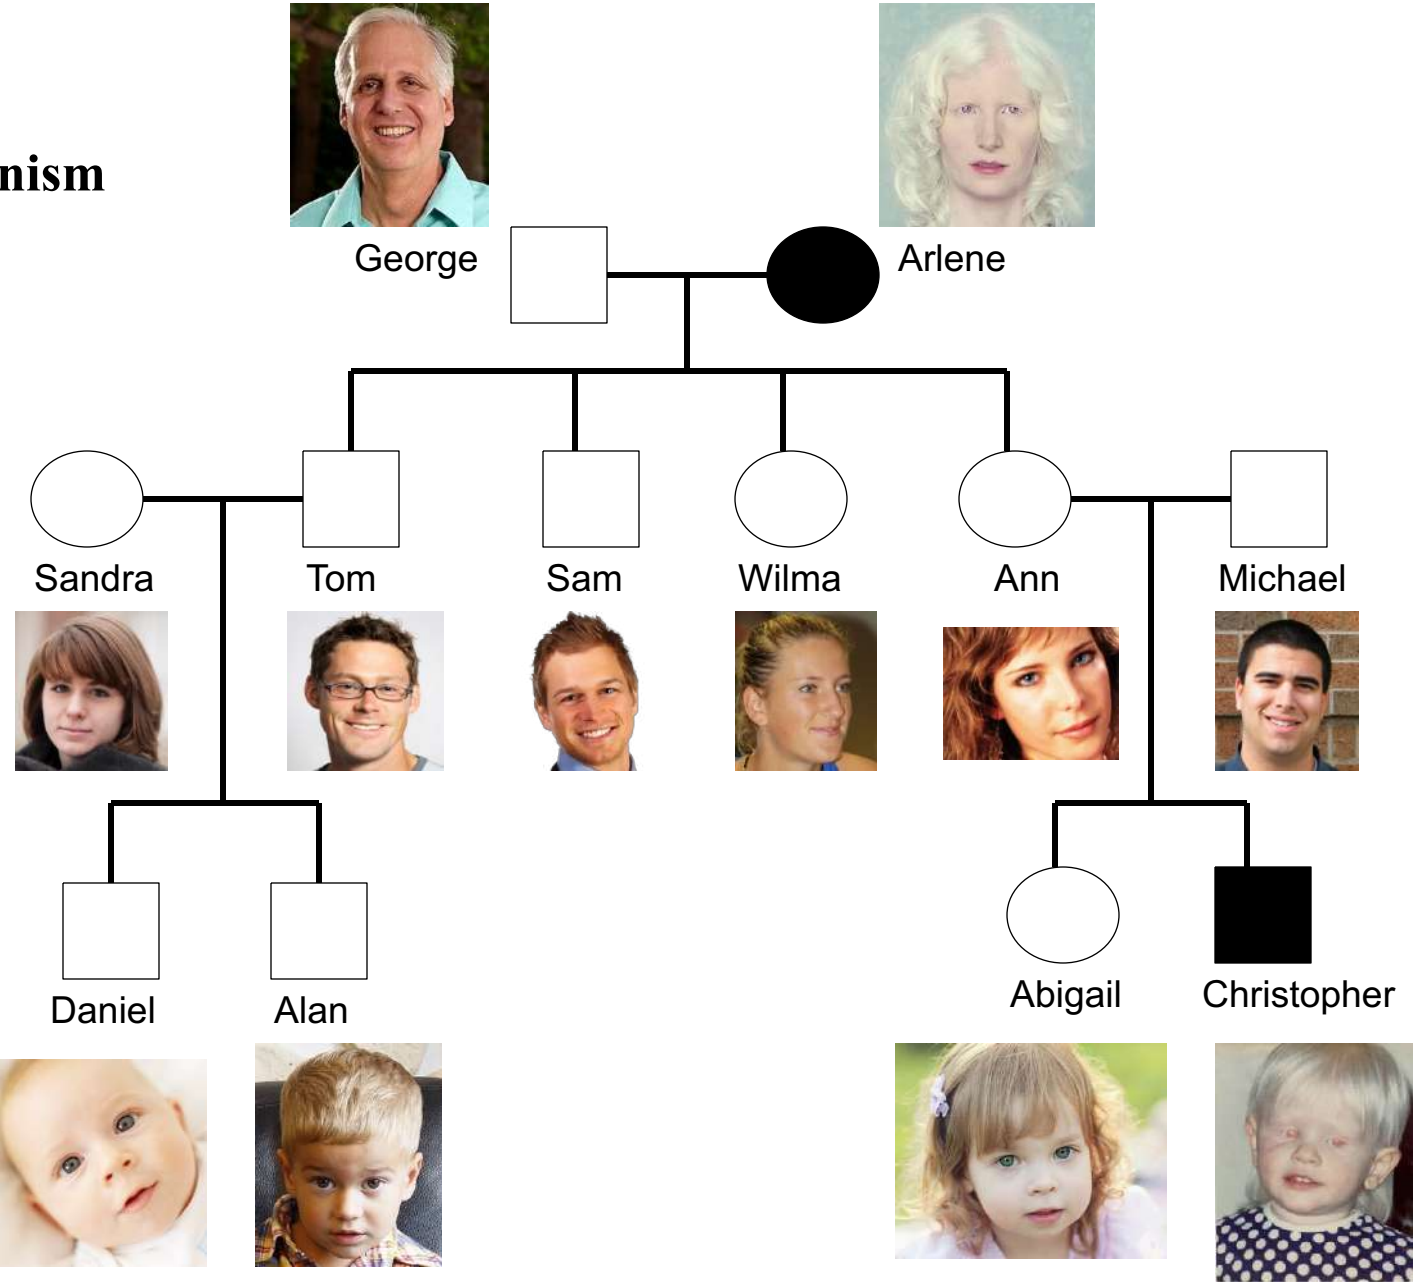 nism
George
Arlene
Sandra
Tom
Sam
Wilma
Ann
Michael
Daniel
Alan
Abigail
Christopher